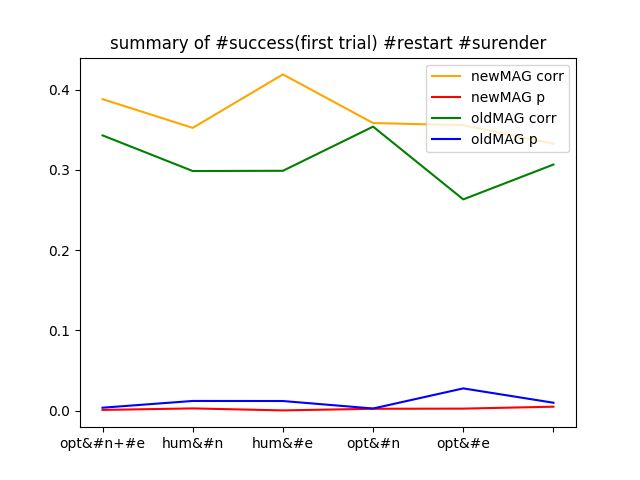 summary of #success(first trial) #restart #surender
newMAG corr
newMAG p
oldMAG corr
oldMAG p
0.4
0.3
0.2
0.1
0.0
opt&#n+#e hum&#n hum&#e opt&#n opt&#e